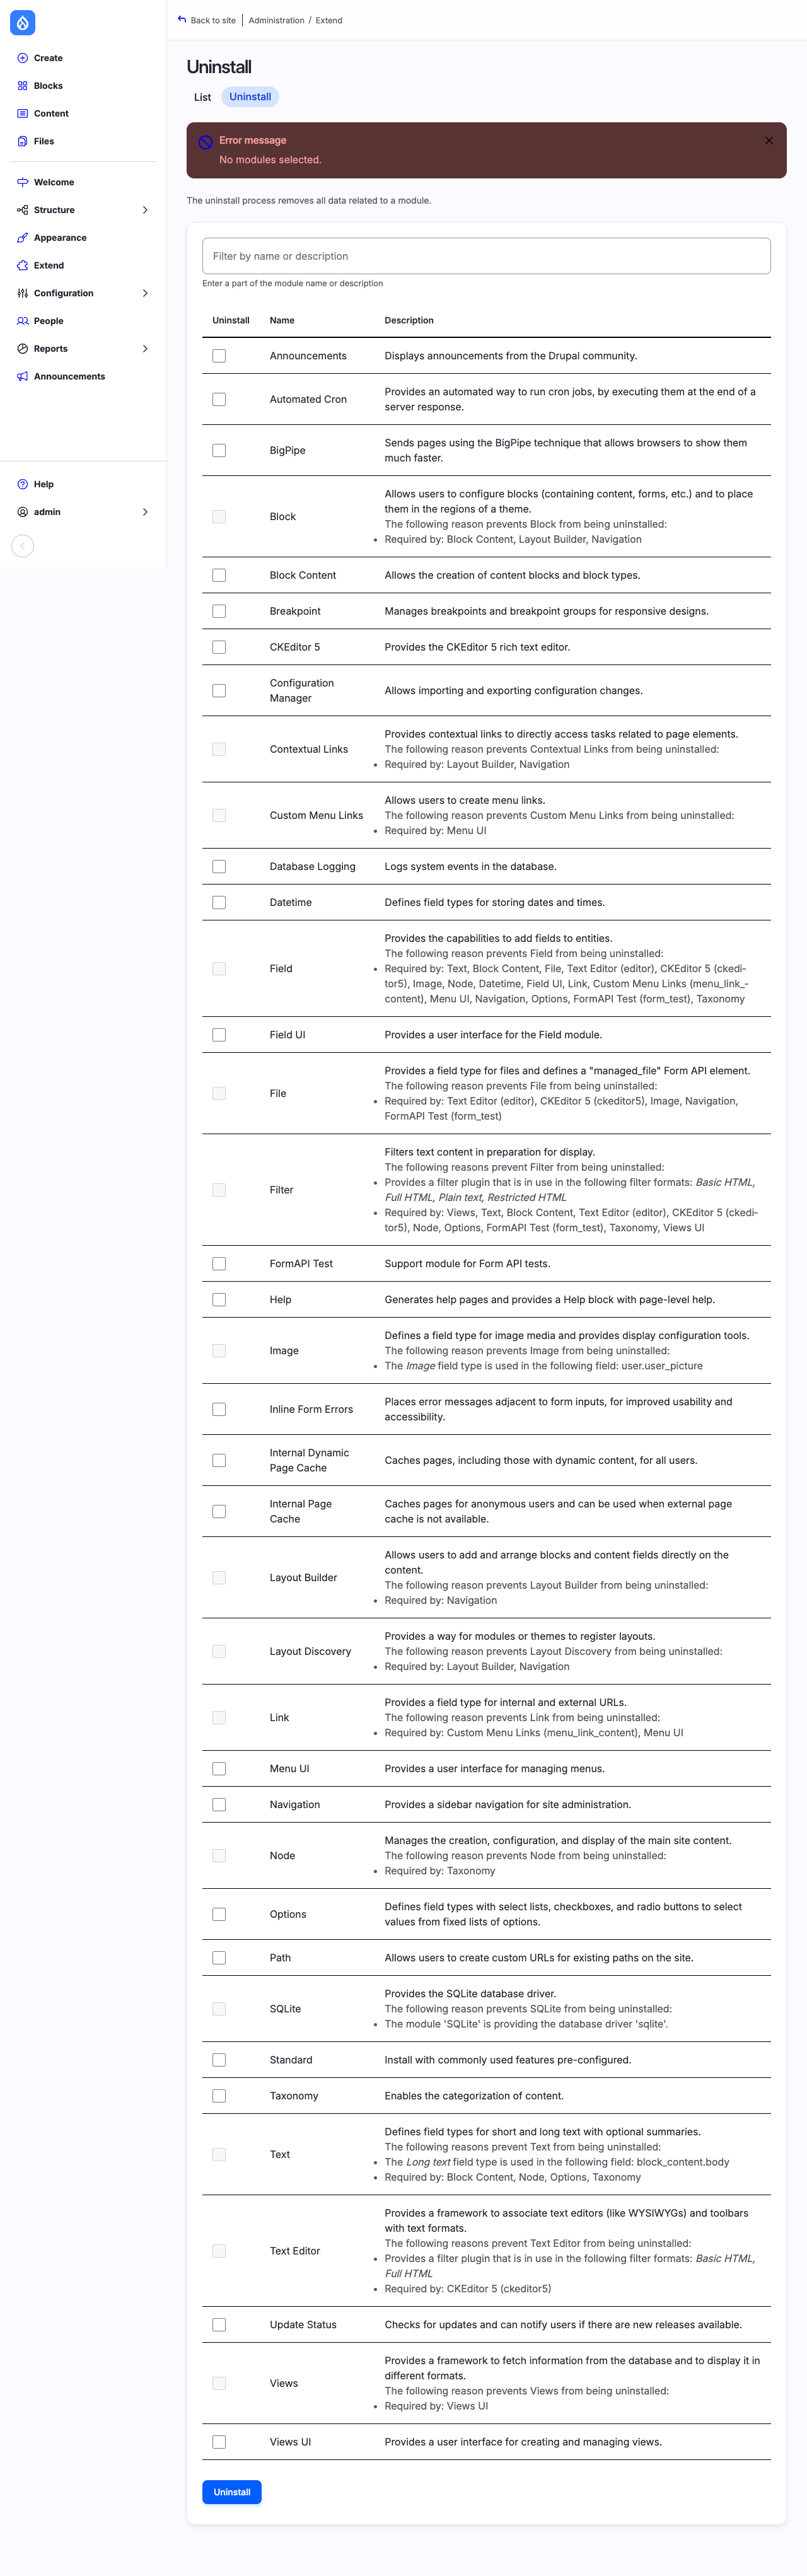 Back to site
Administration / Extend
Create
Blocks
Content
Files
Welcome
Structure
Appearance
Extend
Configuration
People
Reports
Announcements
Help
admin
Uninstall
List
Uninstall
Error message
No modules selected.
The uninstall process removes all data related to a module.
Filter by name or description
Enter a part of the module name or description
Uninstall Name Description
Announcements Displays announcements from the Drupal community.
Automated Cron
Provides an automated way to run cron jobs, by executing them at the end of a
server response.
BigPipe
Sends pages using the BigPipe technique that allows browsers to show them
much faster.
Block
Allows users to configure blocks (containing content, forms, etc.) and to place
them in the regions of a theme.
The following reason prevents Block from being uninstalled:
• Required by: Block Content, Layout Builder, Navigation
Block Content Allows the creation of content blocks and block types.
Breakpoint Manages breakpoints and breakpoint groups for responsive designs.
CKEditor 5 Provides the CKEditor 5 rich text editor.
Configuration
Manager
Allows importing and exporting configuration changes.
Contextual Links
Provides contextual links to directly access tasks related to page elements.
The following reason prevents Contextual Links from being uninstalled:
• Required by: Layout Builder, Navigation
Custom Menu Links
Allows users to create menu links.
The following reason prevents Custom Menu Links from being uninstalled:
• Required by: Menu UI
Database Logging Logs system events in the database.
Datetime Defines field types for storing dates and times.
Field
Provides the capabilities to add fields to entities.
The following reason prevents Field from being uninstalled:
• Required by: Text, Block Content, File, Text Editor (editor), CKEditor 5 (ckedi-
tor5), Image, Node, Datetime, Field UI, Link, Custom Menu Links (menu_link_-
content), Menu UI, Navigation, Options, FormAPI Test (form_test), Taxonomy
Field UI Provides a user interface for the Field module.
File
Provides a field type for files and defines a "managed_file" Form API element.
The following reason prevents File from being uninstalled:
• Required by: Text Editor (editor), CKEditor 5 (ckeditor5), Image, Navigation,
FormAPI Test (form_test)
Filter
Filters text content in preparation for display.
The following reasons prevent Filter from being uninstalled:
• Provides a filter plugin that is in use in the following filter formats: Basic HTML,
Full HTML, Plain text, Restricted HTML
• Required by: Views, Text, Block Content, Text Editor (editor), CKEditor 5 (ckedi-
tor5), Node, Options, FormAPI Test (form_test), Taxonomy, Views UI
FormAPI Test Support module for Form API tests.
Help Generates help pages and provides a Help block with page-level help.
Image
Defines a field type for image media and provides display configuration tools.
The following reason prevents Image from being uninstalled:
• The Image field type is used in the following field: user.user_picture
Inline Form Errors
Places error messages adjacent to form inputs, for improved usability and
accessibility.
Internal Dynamic
Page Cache
Caches pages, including those with dynamic content, for all users.
Internal Page
Cache
Caches pages for anonymous users and can be used when external page
cache is not available.
Layout Builder
Allows users to add and arrange blocks and content fields directly on the
content.
The following reason prevents Layout Builder from being uninstalled:
• Required by: Navigation
Layout Discovery
Provides a way for modules or themes to register layouts.
The following reason prevents Layout Discovery from being uninstalled:
• Required by: Layout Builder, Navigation
Link
Provides a field type for internal and external URLs.
The following reason prevents Link from being uninstalled:
• Required by: Custom Menu Links (menu_link_content), Menu UI
Menu UI Provides a user interface for managing menus.
Navigation Provides a sidebar navigation for site administration.
Node
Manages the creation, configuration, and display of the main site content.
The following reason prevents Node from being uninstalled:
• Required by: Taxonomy
Options
Defines field types with select lists, checkboxes, and radio buttons to select
values from fixed lists of options.
Path Allows users to create custom URLs for existing paths on the site.
SQLite
Provides the SQLite database driver.
The following reason prevents SQLite from being uninstalled:
• The module 'SQLite' is providing the database driver 'sqlite'.
Standard Install with commonly used features pre-configured.
Taxonomy Enables the categorization of content.
Text
Defines field types for short and long text with optional summaries.
The following reasons prevent Text from being uninstalled:
• The Long text field type is used in the following field: block_content.body
• Required by: Block Content, Node, Options, Taxonomy
Text Editor
Provides a framework to associate text editors (like WYSIWYGs) and toolbars
with text formats.
The following reasons prevent Text Editor from being uninstalled:
• Provides a filter plugin that is in use in the following filter formats: Basic HTML,
Full HTML
• Required by: CKEditor 5 (ckeditor5)
Update Status Checks for updates and can notify users if there are new releases available.
Views
Provides a framework to fetch information from the database and to display it in
different formats.
The following reason prevents Views from being uninstalled:
• Required by: Views UI
Views UI Provides a user interface for creating and managing views.
Uninstall